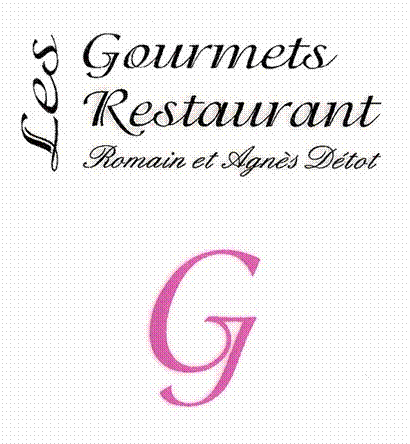 Les
Gourmets
Restaurant
Romain et Agnès Détot
G